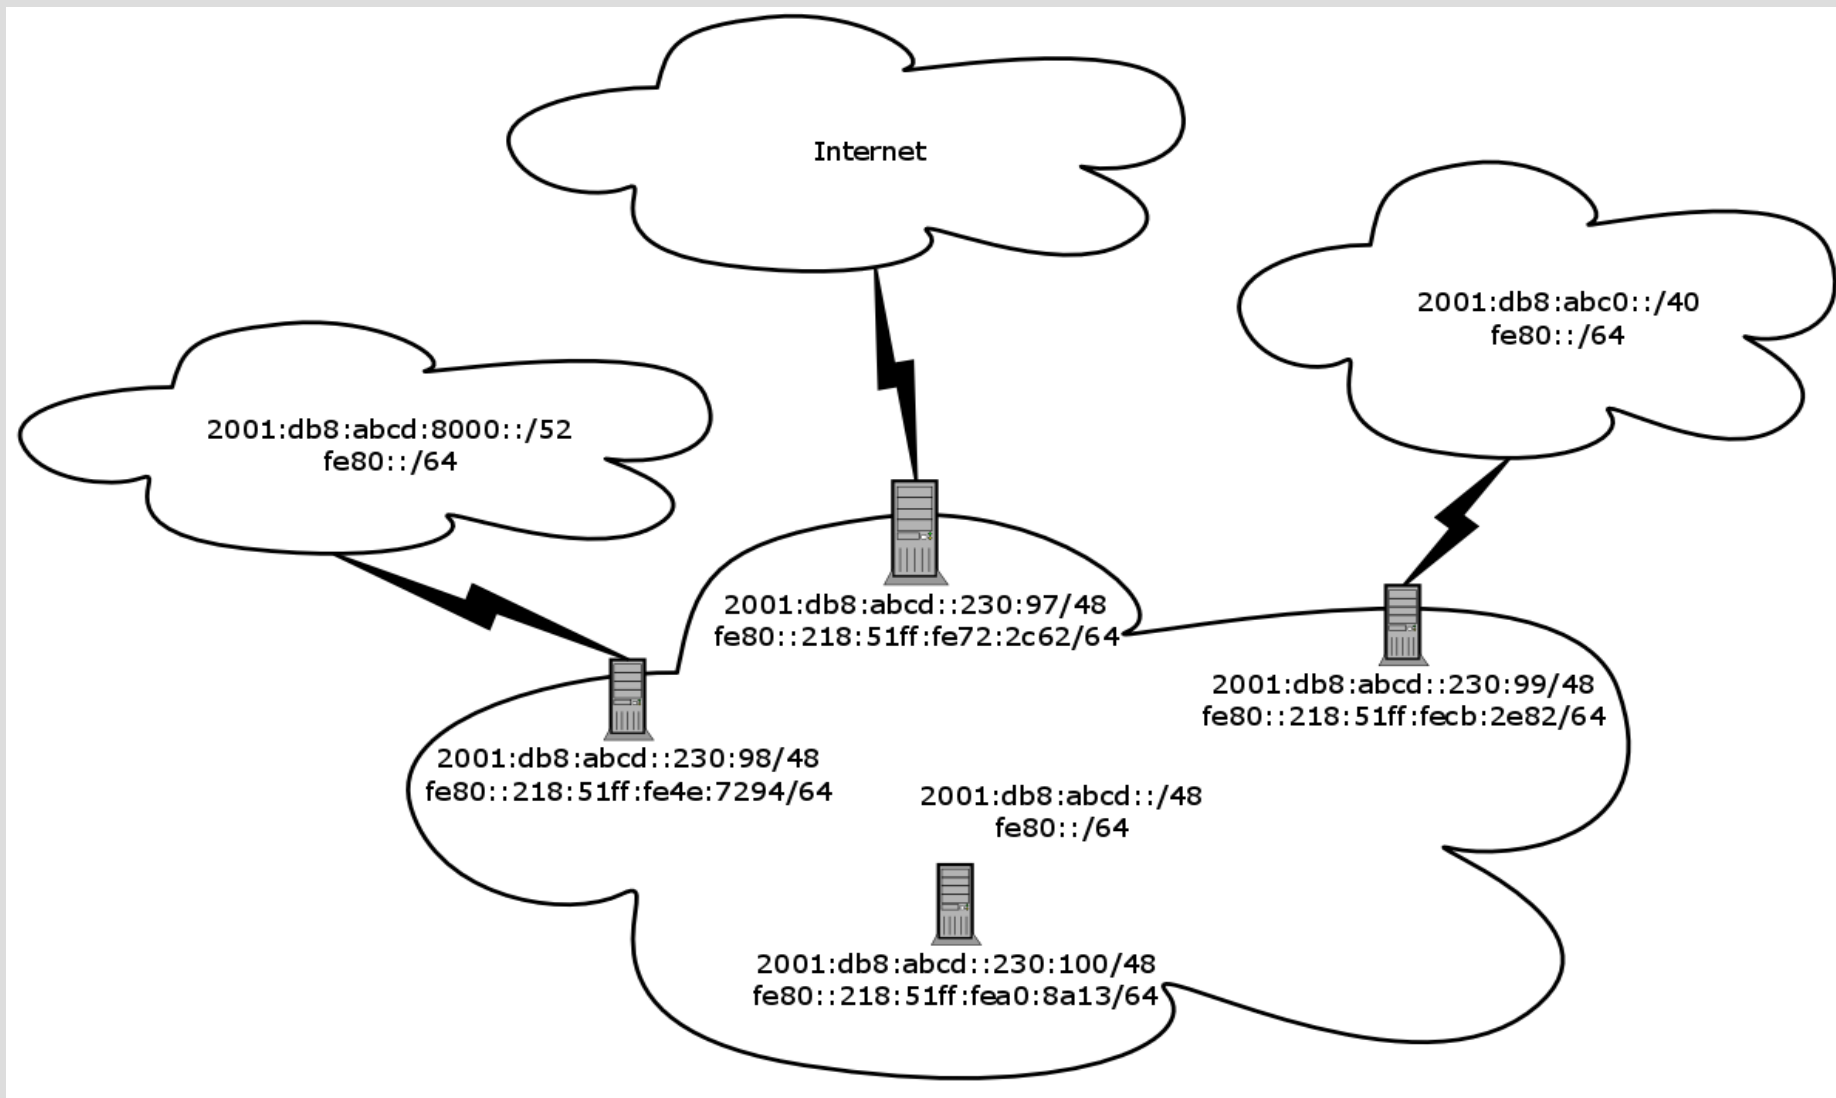 Internet
2001:db8:abc0::/40
fe80::/64
2001:db8:abcd:8000::/52
fe80::/64
2001:db8:abcd::230:97/48
fe80::218:51ff:fe72:2c62/64
2001:db8:abcd::230:99/48
fe80::218:51ff:fecb:2e82/64
2001:db8:abcd::230:98/48
fe80::218:51ff:fe4e:7294/64
2001:db8:abcd::/48
fe80::/64
2001:db8:abcd::230:100/48
fe80::218:51ff:fea0:8a13/64